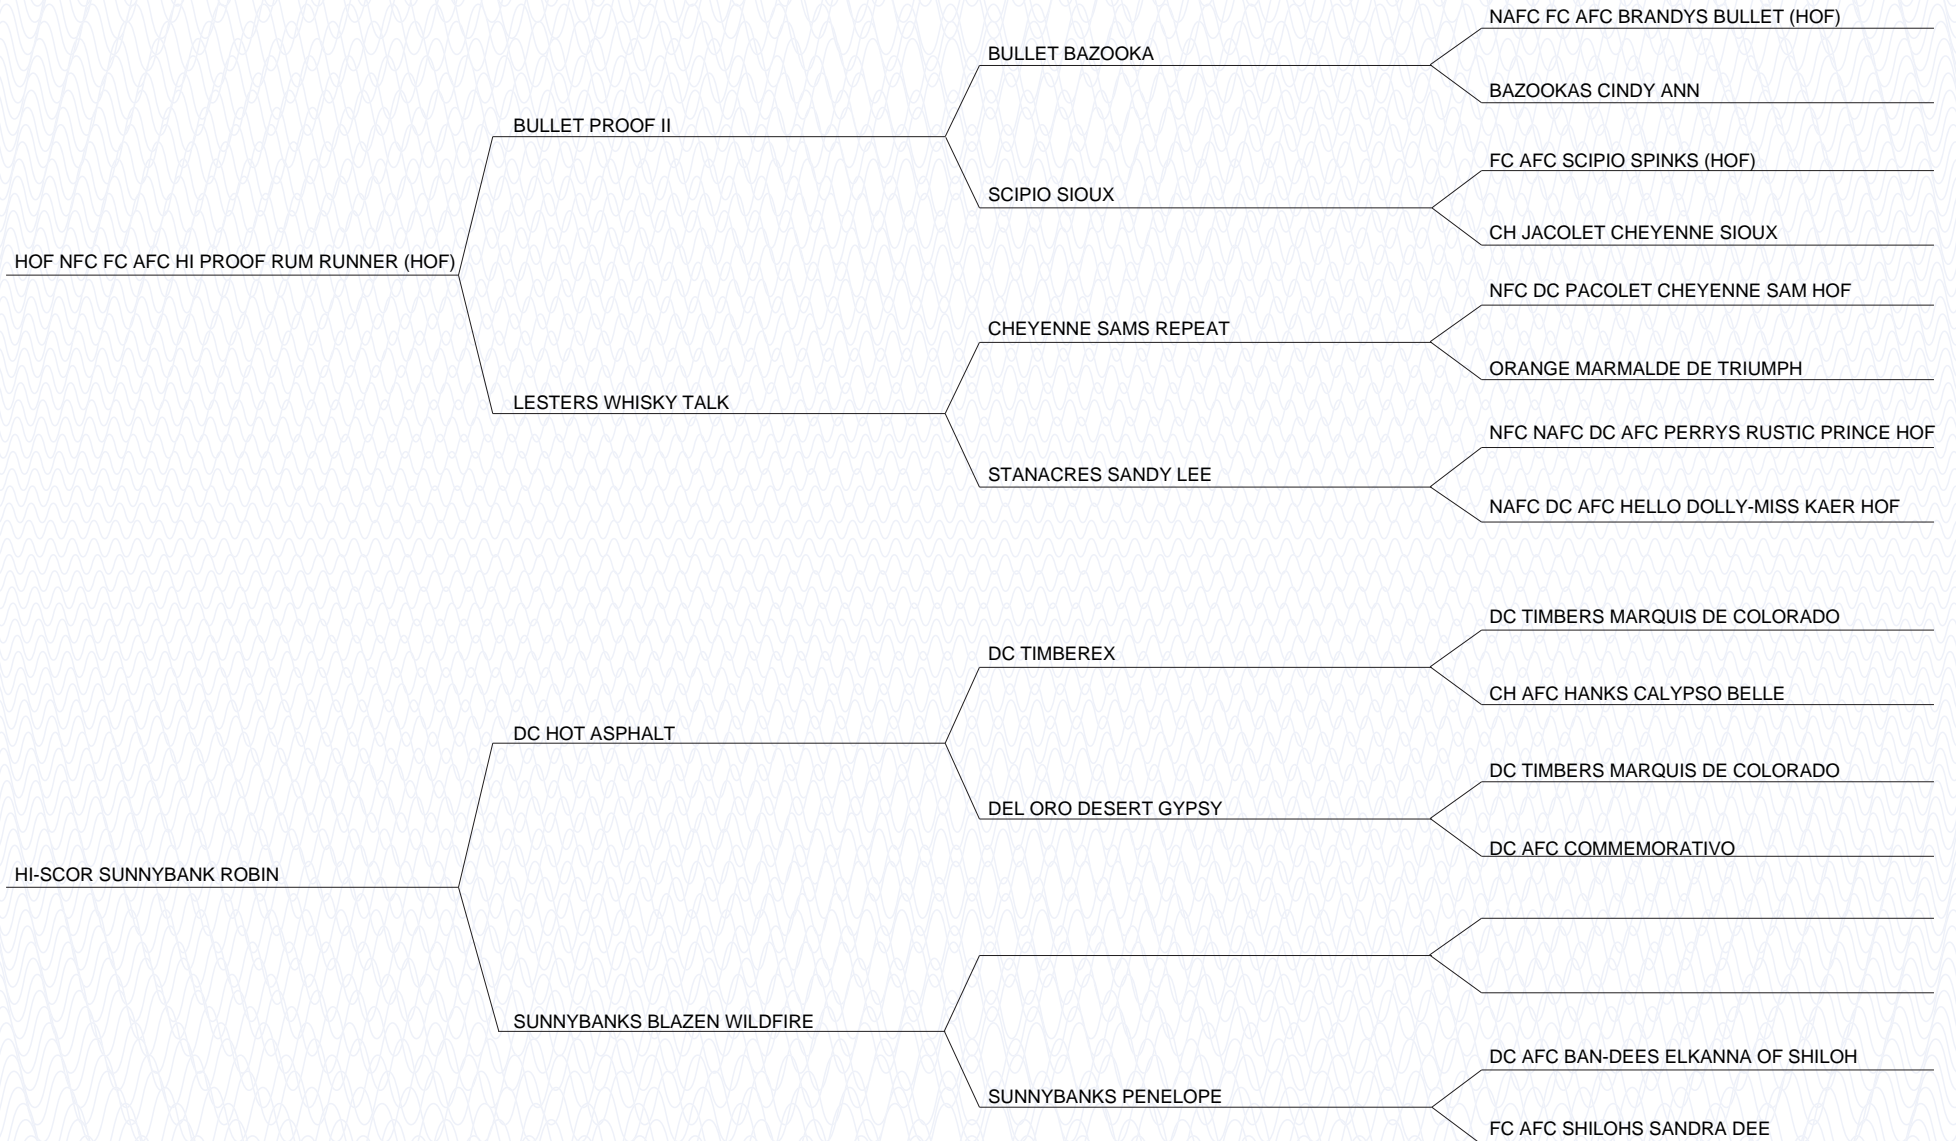 NAFC FC AFC BRANDYS BULLET (HOF)
BULLET BAZOOKA
BAZOOKAS CINDY ANN
BULLET PROOF II
FC AFC SCIPIO SPINKS (HOF)
SCIPIO SIOUX
CH JACOLET CHEYENNE SIOUX
HOF NFC FC AFC HI PROOF RUM RUNNER (HOF)
NFC DC PACOLET CHEYENNE SAM HOF
CHEYENNE SAMS REPEAT
ORANGE MARMALDE DE TRIUMPH
LESTERS WHISKY TALK
NFC NAFC DC AFC PERRYS RUSTIC PRINCE HOF
STANACRES SANDY LEE
NAFC DC AFC HELLO DOLLY-MISS KAER HOF
DC TIMBERS MARQUIS DE COLORADO
DC TIMBEREX
CH AFC HANKS CALYPSO BELLE
DC HOT ASPHALT
DC TIMBERS MARQUIS DE COLORADO
DEL ORO DESERT GYPSY
DC AFC COMMEMORATIVO
HI-SCOR SUNNYBANK ROBIN
SUNNYBANKS BLAZEN WILDFIRE
DC AFC BAN-DEES ELKANNA OF SHILOH
SUNNYBANKS PENELOPE
FC AFC SHILOHS SANDRA DEE